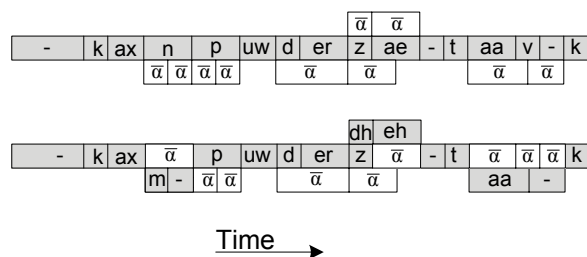 ᾱ ᾱ
- k ax n p uw d er z ae - t aa v - k
ᾱ ᾱ ᾱ ᾱ ᾱ ᾱ ᾱ ᾱ
dh eh
- k ax ᾱ p uw d er z ᾱ - t ᾱ ᾱ ᾱ k
m - ᾱ ᾱ ᾱ ᾱ aa -
Time